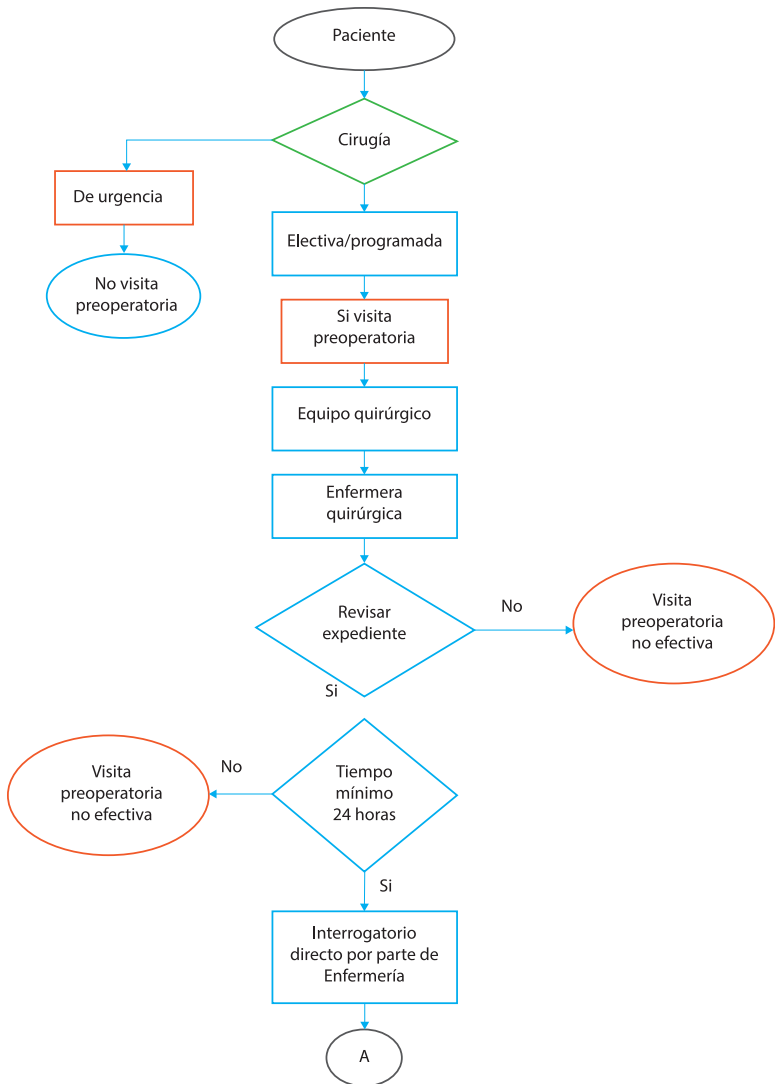 Paciente
Cirugía
De urgencia
No visita
preoperatoria
Electiva/programada
Si visita
preoperatoria
Equipo quirúrgico
Enfermera
quirúrgica
Revisar
expediente
No
Visita
preoperatoria
no efectiva
Si
Tiempo
mínimo
24 horas
No
Visita
preoperatoria
no efectiva
Si
Interrogatorio
directo por parte de
Enfermería
A